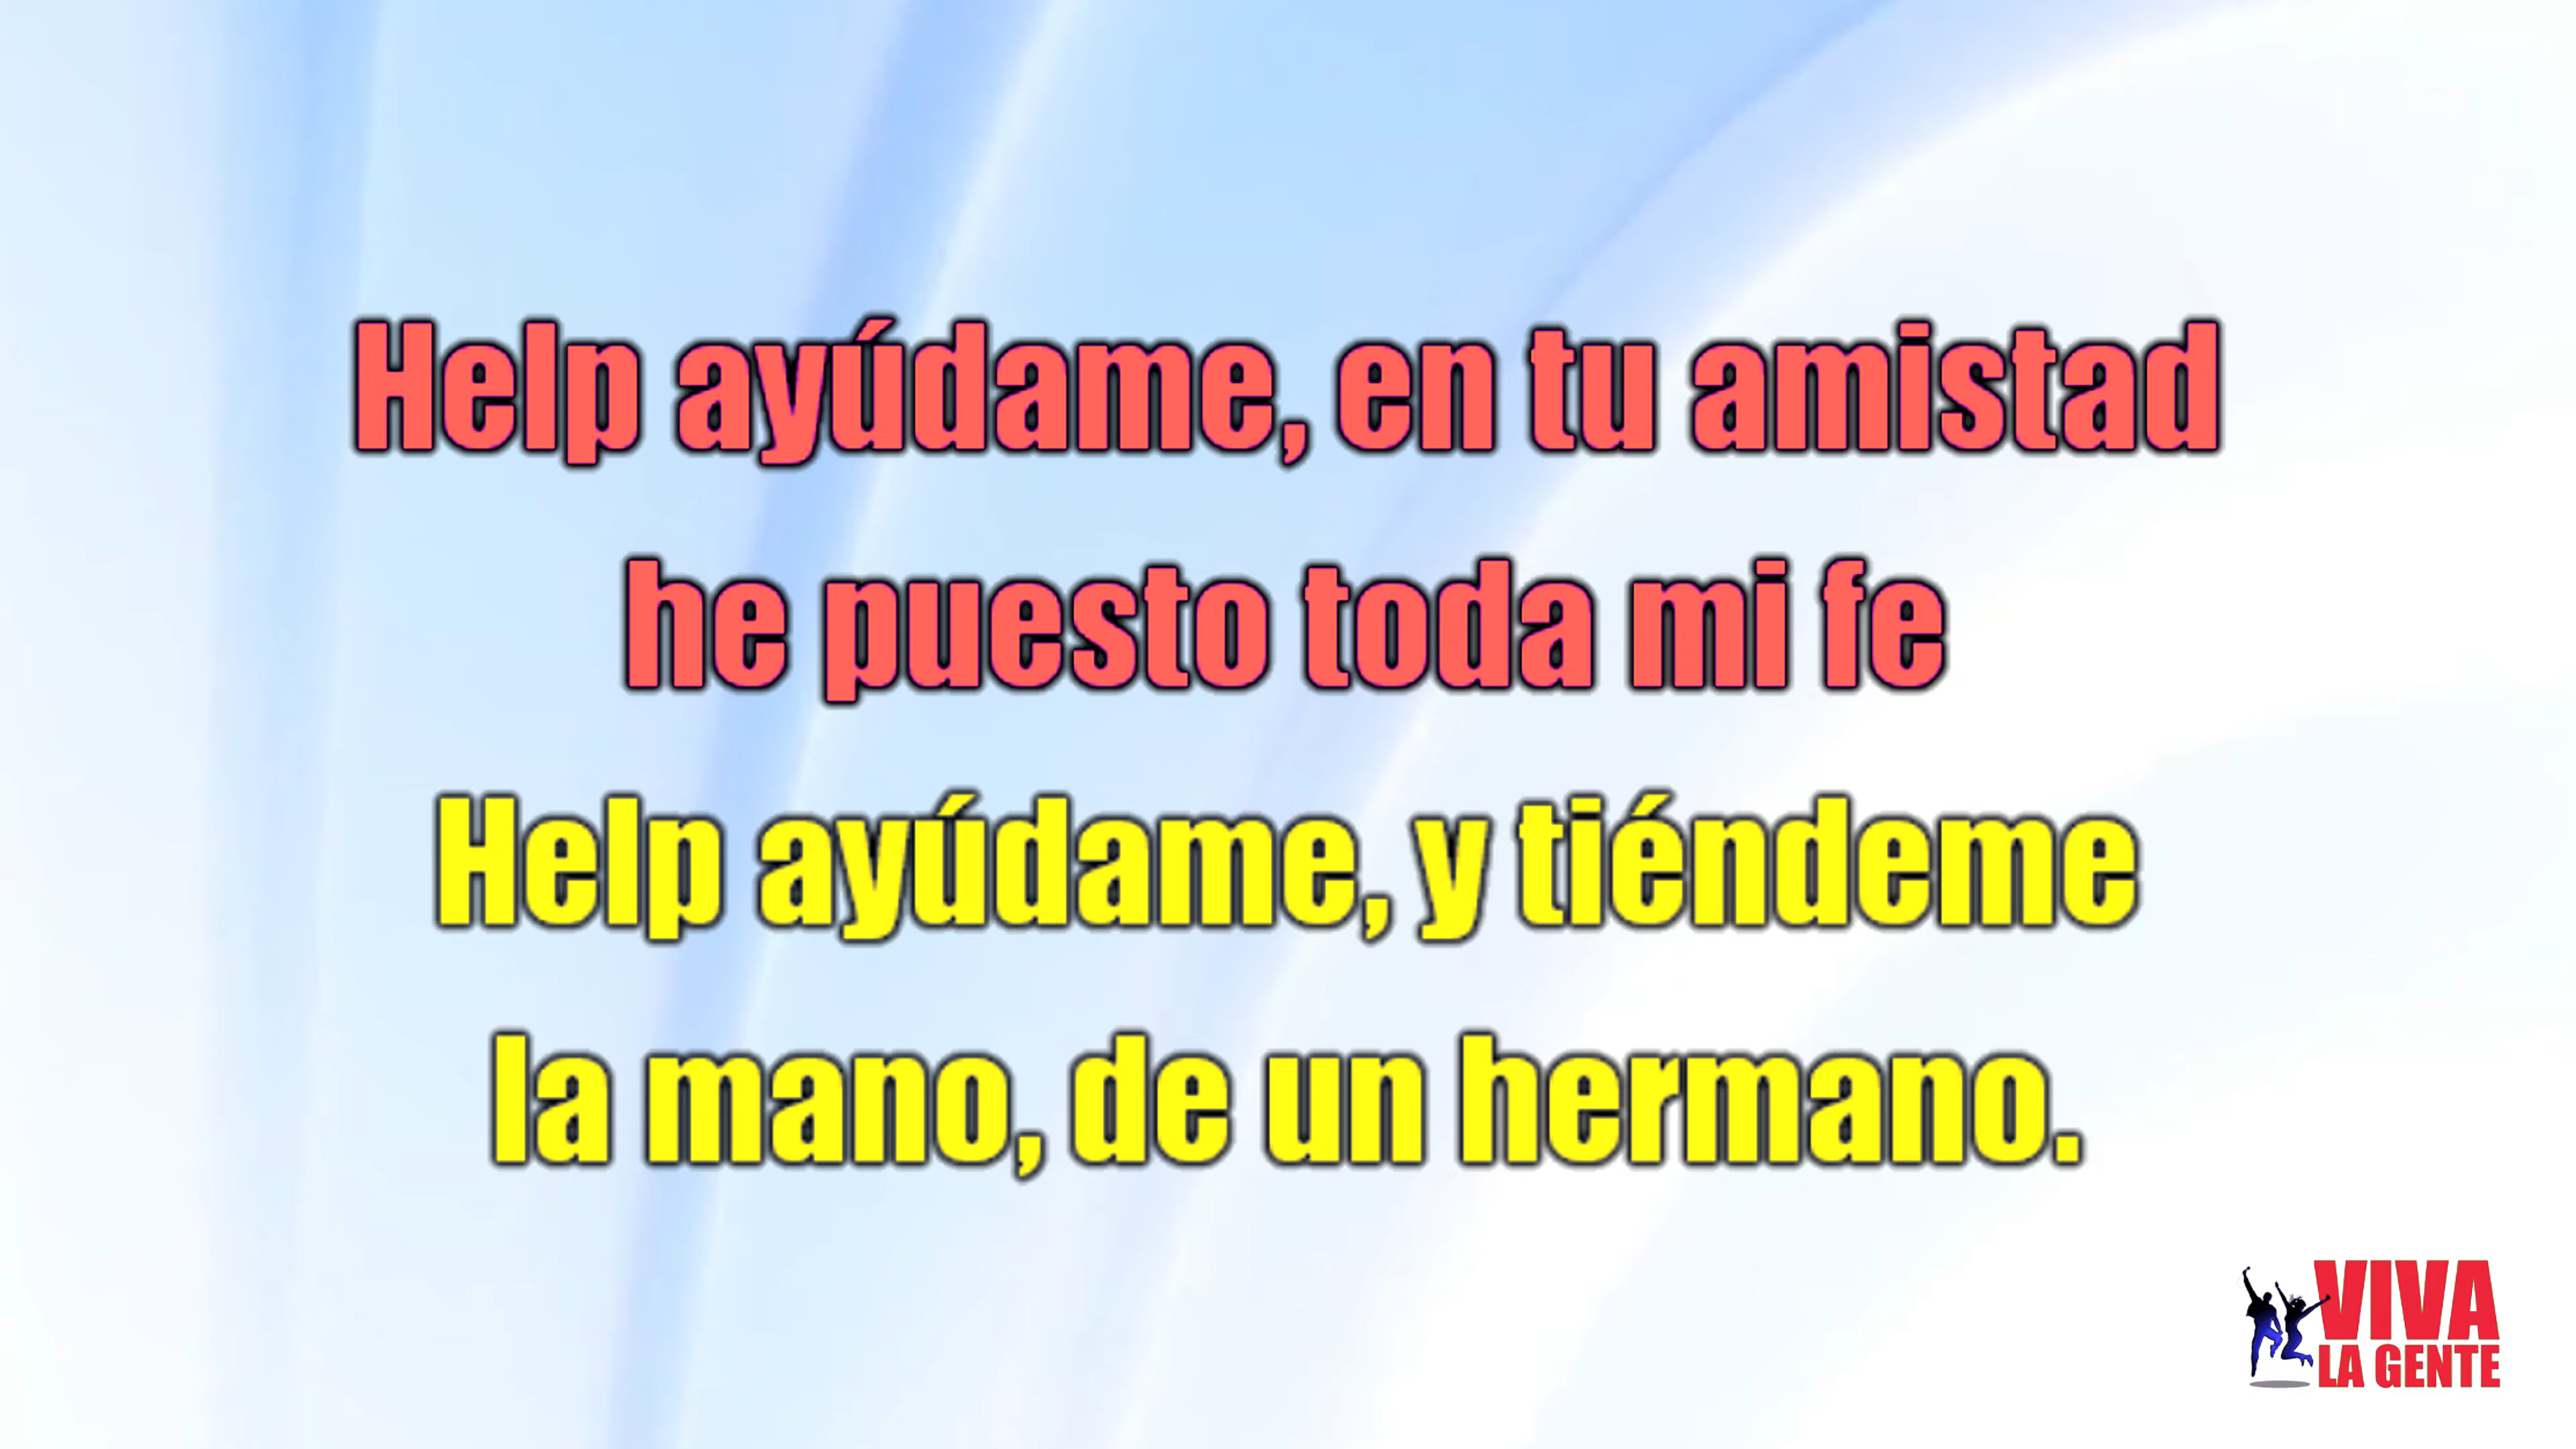 Help ayúdame, en tu amistad
he puesto toda mi fe
Help ayúdame, y tiéndeme
la mano, de un hermano.
VIVA
LA GENTE